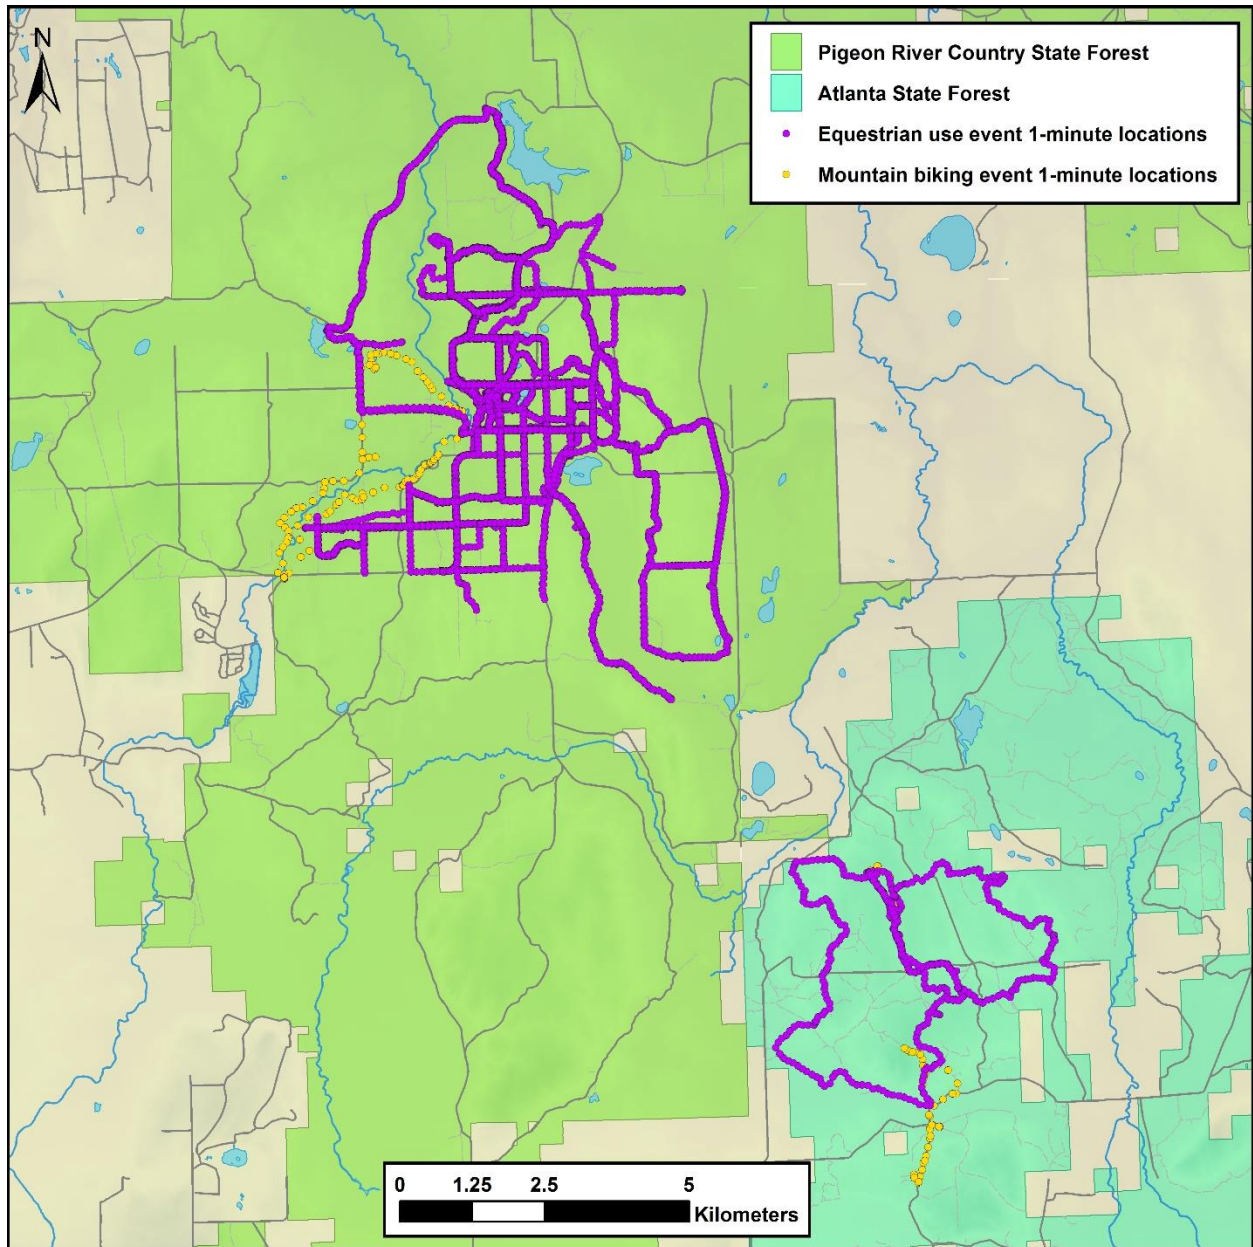 N
Pigeon River Country State Forest
Atlanta State Forest
Equestrian use event 1-minute locations
Mountain biking event 1-minute locations
0 1.25 2.5 5
Kilometers